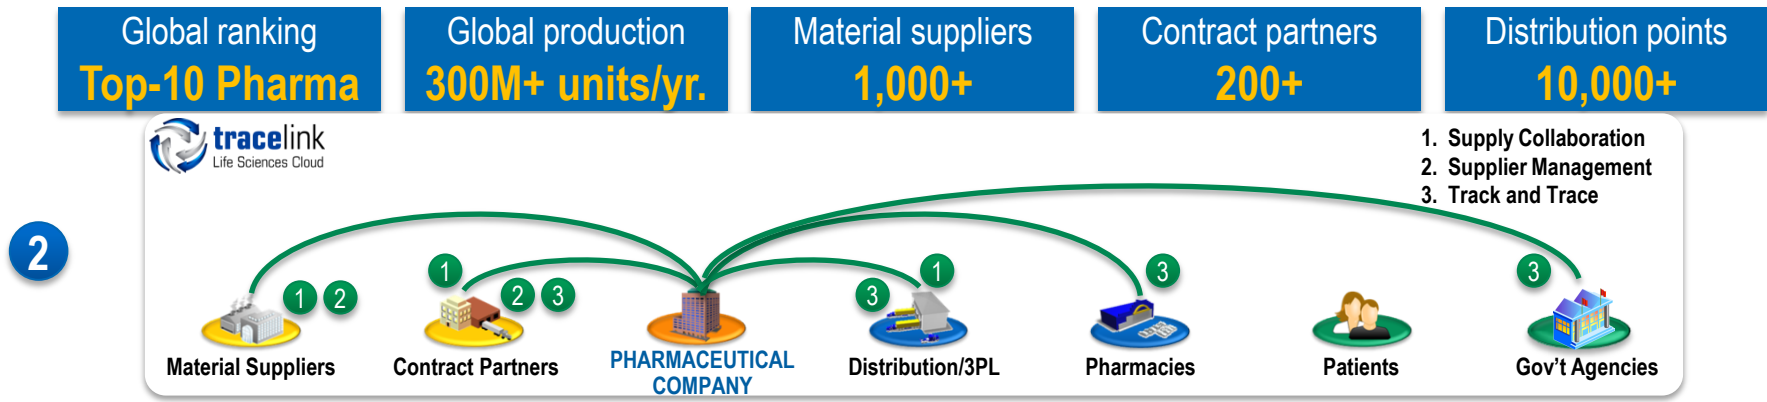 Global ranking
Top-10 Pharma
Global production
300M+ units/yr.
Material suppliers
1,000+
Contract partners
200+
Distribution points
10,000+
tracelink
Life Sciences Cloud
1. Supply Collaboration
2. Supplier Management
3. Track and Trace
2
1 2
1
2 3
1
3
3
3
Material Suppliers
Contract Partners
PHARMACEUTICAL
COMPANY
Distribution/3PL
Pharmacies
Patients
Gov't Agencies